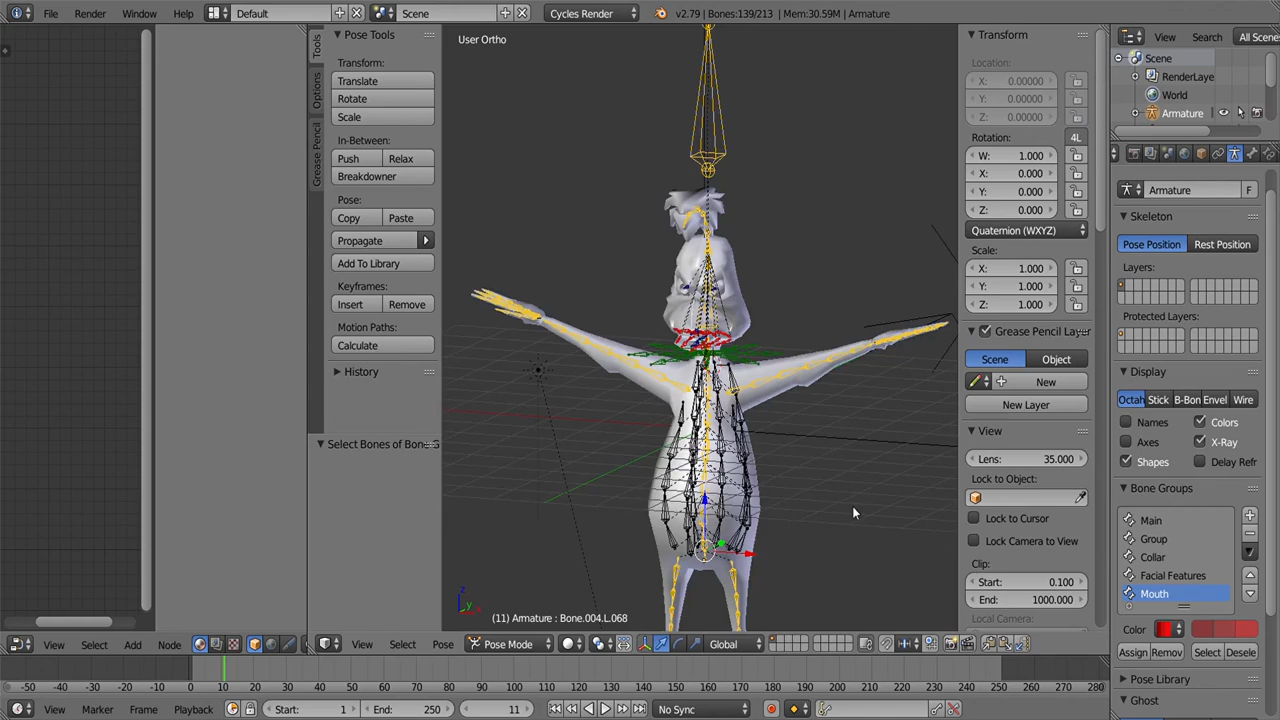 File Render Window Help Default Scene Cycles Render v2.79 | Bones:139/213 | Mem:30.59M | Armature
Tools
Options
Grease Pencil
Pose Tools
Transform:
Translate
Rotate
Scale
In-Between:
Push Relax
Breakdowner
Pose:
Copy Paste
Propagate
Add To Library
Keyframes:
Insert Remove
Motion Paths:
Calculate
History
Select Bones of Bone
User Ortho
(11) Armature : Bone.004.L.068
Transform
Location:
X: 0.00000
Y: 0.00000
Z: 0.00000
Rotation: 4L
W: 1.000
X: 0.000
Y: 0.000
Z: 0.000
Quaternion (WXYZ)
Scale:
X: 1.000
Y: 1.000
Z: 1.000
Grease Pencil Layer
Scene Object
New
New Layer
View
Lens: 35.000
Lock to Object:
Lock to Cursor
Lock Camera to View
Clip:
Start: 0.100
End: 1000.000
Local Camera:
View Search All Scene
Scene
RenderLaye
World
Armature
Armature F
Skeleton
Pose Position Rest Position
Layers:
Protected Layers:
Display
Octah Stick B-Bon Envel Wire
Names Colors
Axes X-Ray
Shapes Delay Refr
Bone Groups
Main
Group
Collar
Facial Features
Mouth
Color
Assign Remov Select Desele
Pose Library
Ghost
View Select Add Node
View Select Pose Pose Mode Global
-50 -40 -30 -20 -10 0 10 20 30 40 50 60 70 80 90 100 110 120 130 140 150 160 170 180 190 200 210 220 230 240 250 260 270 280
View Marker Frame Playback Start: 1 End: 250 11 No Sync